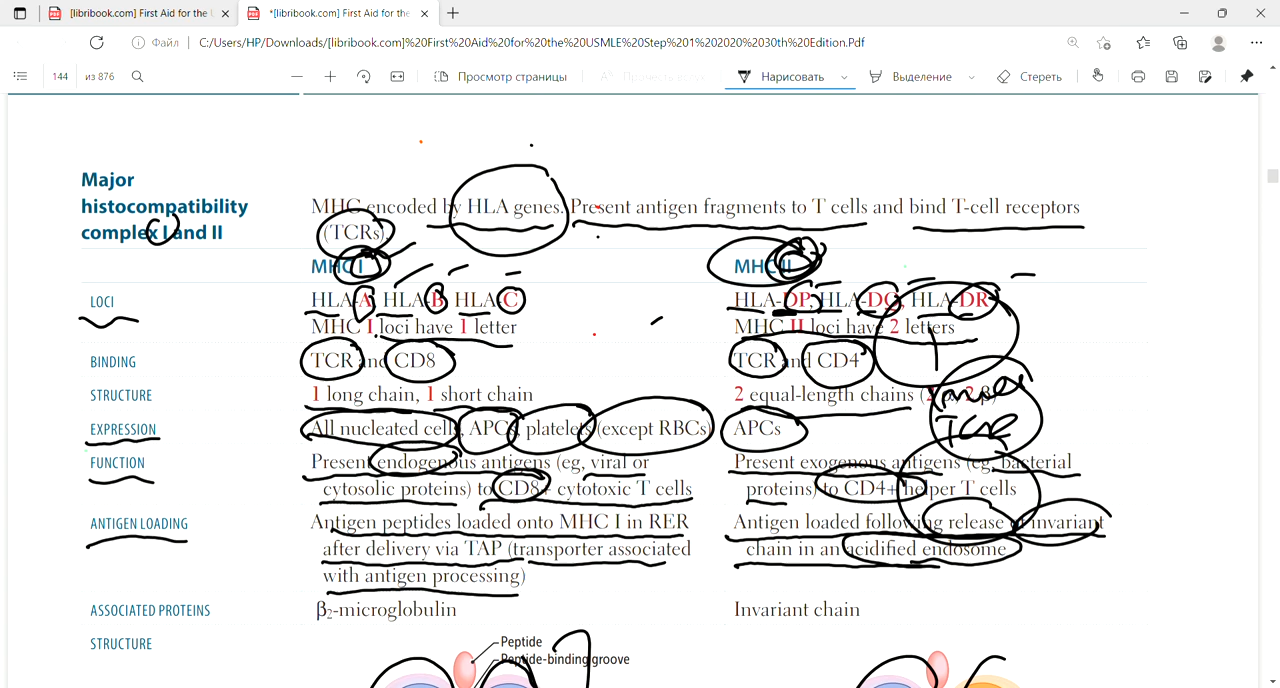 [libribook.com] First Aid for the U
*[libribook.com] First Aid for the
Файл
C:/Users/HP/Downloads/[libribook.com]%20First%20Aid%20for%20the%20USMLE%20Step%201%202020%2030th%20Edition.Pdf
144 из 876
Просмотр страницы
Нарисовать
Выделение
Стереть
Major histocompatibility complex I and II
MHC encoded by HLA genes. Present antigen fragments to T cells and bind T-cell receptors
(TCRs).
MHC I MHC II
LOCI HLA-A, HLA-B, HLA-C HLA-DP, HLA-DQ, HLA-DR
MHC I loci have 1 letter MHC II loci have 2 letters
BINDING TCR and CD8 TCR and CD4
STRUCTURE 1 long chain, 1 short chain 2 equal-length chains (2 α, 2 β)
EXPRESSION All nucleated cells, APCs, platelets (except RBCs) APCs
FUNCTION Present endogenous antigens (eg, viral or Present exogenous antigens (eg, bacterial
cytosolic proteins) to CD8+ cytotoxic T cells proteins) to CD4+ helper T cells
ANTIGEN LOADING Antigen peptides loaded onto MHC I in RER Antigen loaded following release of invariant
after delivery via TAP (transporter associated chain in an acidified endosome
with antigen processing)
ASSOCIATED PROTEINS β2-microglobulin Invariant chain
STRUCTURE
Peptide
Peptide-binding groove